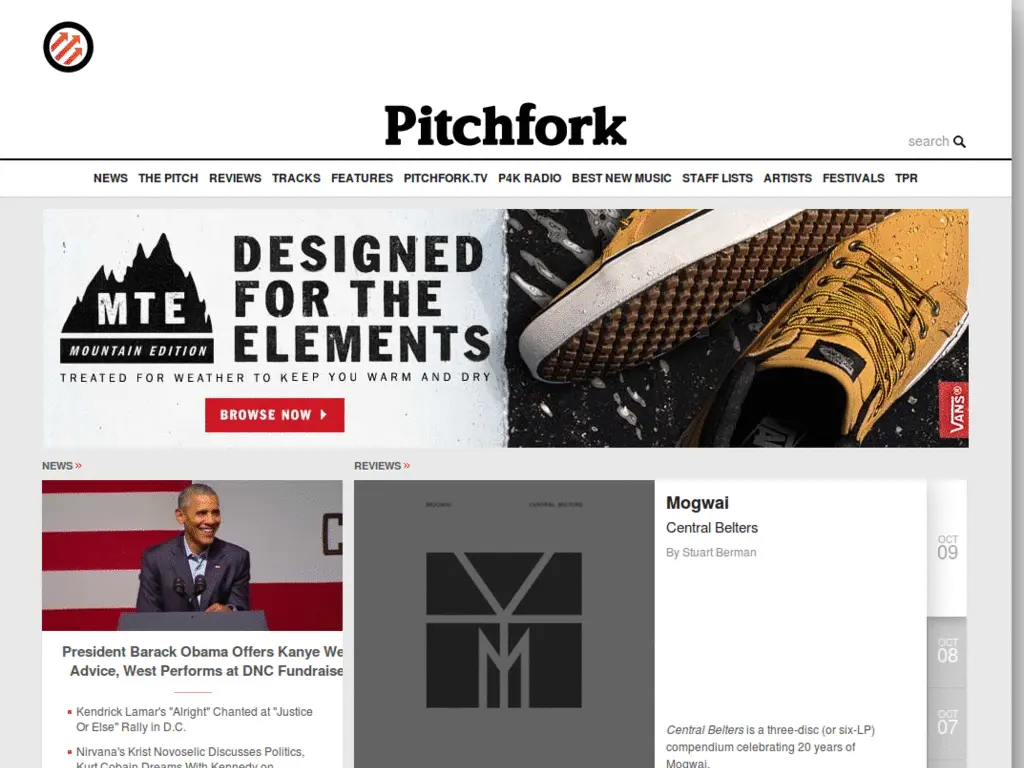 Pitchfork
search
NEWS THE PITCH REVIEWS TRACKS FEATURES PITCHFORK.TV P4K RADIO BEST NEW MUSIC STAFF LISTS ARTISTS FESTIVALS TPR
MTE
MOUNTAIN EDITION
DESIGNED
FOR THE
ELEMENTS
TREATED FOR WEATHER TO KEEP YOU WARM AND DRY
BROWSE NOW
VANS®
NEWS »
President Barack Obama Offers Kanye We
Advice, West Performs at DNC Fundraise
Kendrick Lamar's "Alright" Chanted at "Justice
Or Else" Rally in D.C.
Nirvana's Krist Novoselic Discusses Politics,
Kurt Cobain Dreams With Kennedy on
REVIEWS »
MOGWAI
CENTRAL BELTERS
Mogwai
Central Belters
By Stuart Berman
Central Belters is a three-disc (or six-LP)
compendium celebrating 20 years of
Mogwai.
OCT
09
OCT
08
OCT
07